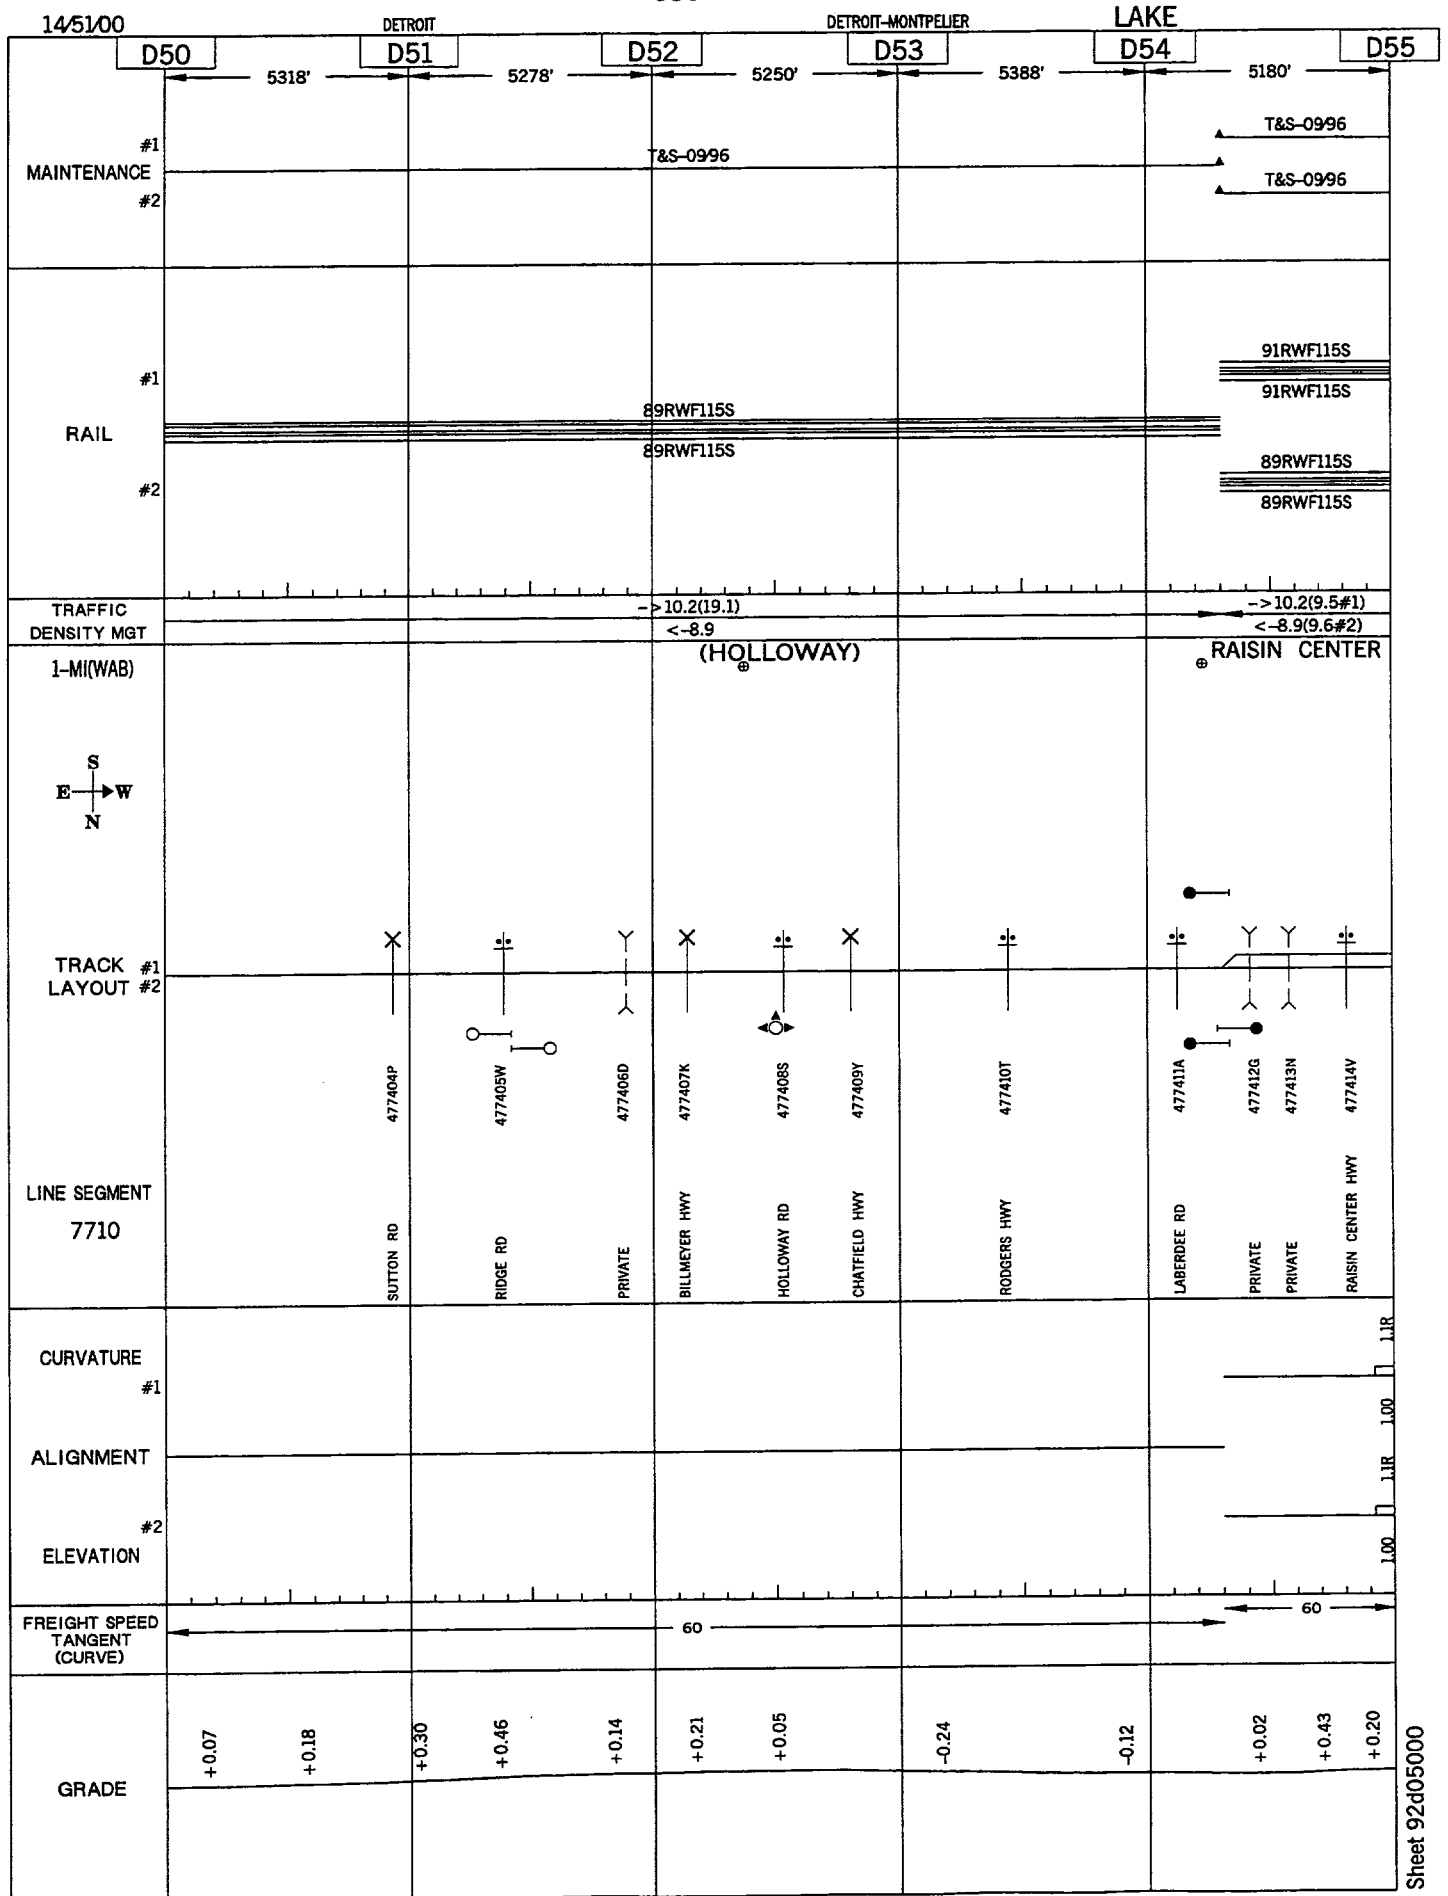 14/51/00 DETROIT DETROIT-MONTPELIER LAKE
D50 D51 D52 D53 D54 D55
5318' 5278' 5250' 5388' 5180'
T&S-09/96
#1
T&S-09/96
MAINTENANCE
T&S-09/96
#2
91RWF115S
#1
91RWF115S
89RWF115S
RAIL
89RWF115S
89RWF115S
#2
89RWF115S
TRAFFIC
DENSITY MGT
->10.2(19.1)
<-8.9
->10.2(9.5#1)
<-8.9(9.6#2)
1-MI(WAB)
(HOLLOWAY)
RAISIN CENTER
S
E W
N
TRACK #1
LAYOUT #2
477404P
477405W
477406D
477407K
477408S
477409Y
477410T
477411A
477412G
477413N
477414V
LINE SEGMENT
7710
SUTTON RD
RIDGE RD
PRIVATE
BILLMEYER HWY
HOLLOWAY RD
CHATFIELD HWY
RODGERS HWY
LABERDEE RD
PRIVATE
PRIVATE
RAISIN CENTER HWY
CURVATURE
#1
1.1R
1.00
ALIGNMENT
1.1R
#2
1.00
ELEVATION
FREIGHT SPEED
TANGENT
(CURVE)
60
60
GRADE
+0.07
+0.18
+0.30
+0.46
+0.14
+0.21
+0.05
-0.24
-0.12
+0.02
+0.43
+0.20
Sheet 92d05000